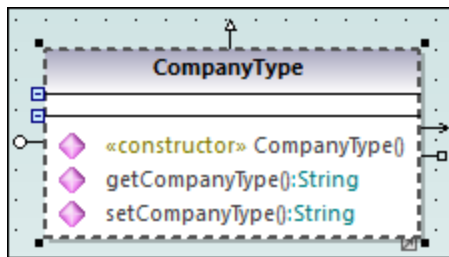 CompanyType
«constructor» CompanyType()
getCompanyType():String
setCompanyType():String